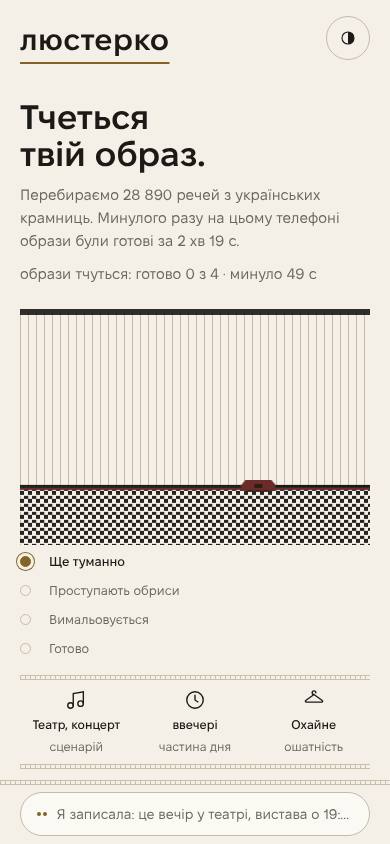 люстерко
Тчеться
твій образ.
Перебираємо 28 890 речей з українських
крамниць. Минулого разу на цьому телефоні
образи були готові за 2 хв 19 с.
образи тчуться: готово 0 з 4 · минуло 49 с
Ще туманно
Проступають обриси
Вимальовується
Готово
Театр, концерт ввечері Охайне
сценарій частина дня ошатність
Я записала: це вечір у театрі, вистава о 19:...